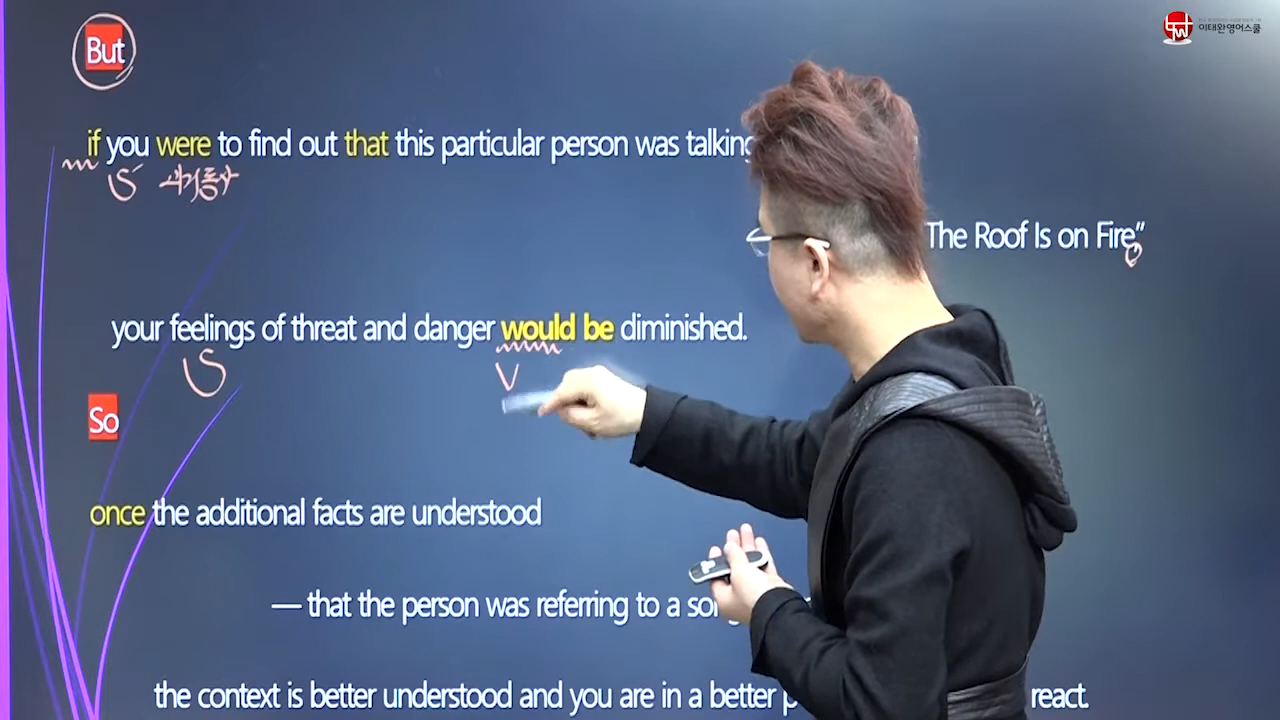 이태완영어스쿨
But
if you were to find out that this particular person was talking
The Roof Is on Fire"
S 과거동사
your feelings of threat and danger would be diminished.
S V
So
once the additional facts are understood
— that the person was referring to a
the context is better understood and you are in a better react.